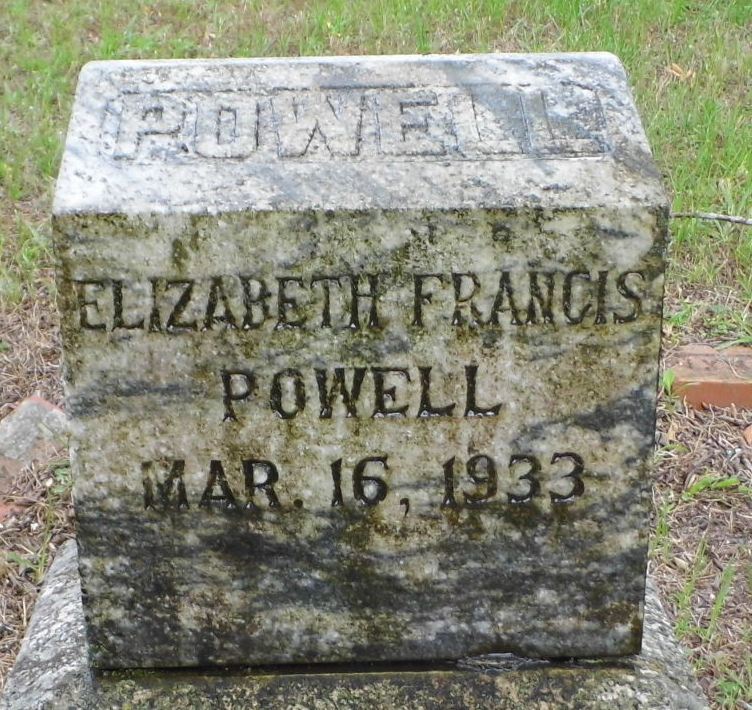 POWELL
ELIZABETH FRANCIS
POWELL
MAR. 16, 1933